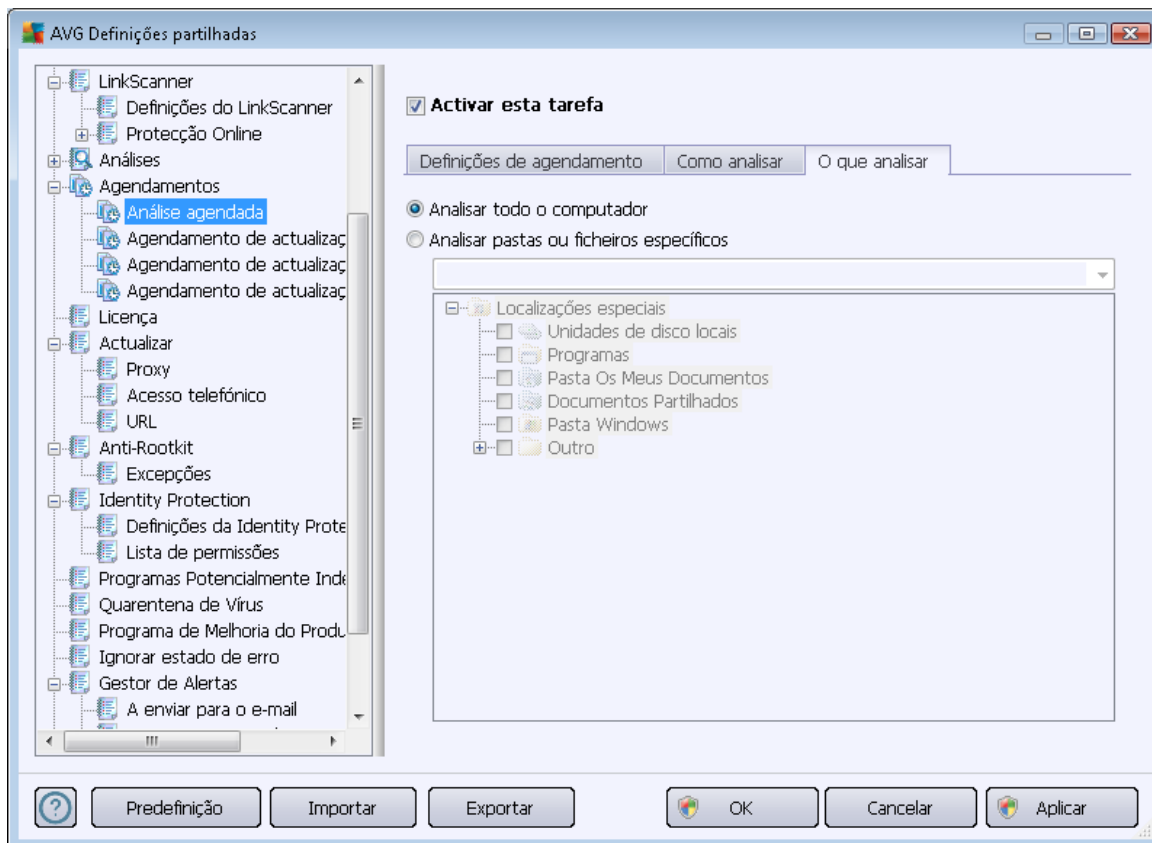 AVG Definições partilhadas
LinkScanner
Definições do LinkScanner
Protecção Online
Análises
Agendamentos
Análise agendada
Agendamento de actualizaç
Agendamento de actualizaç
Agendamento de actualizaç
Licença
Actualizar
Proxy
Acesso telefónico
URL
Anti-Rootkit
Excepções
Identity Protection
Definições da Identity Prote
Lista de permissões
Programas Potencialmente Inde
Quarentena de Vírus
Programa de Melhoria do Produ
Ignorar estado de erro
Gestor de Alertas
A enviar para o e-mail
Activar esta tarefa
Definições de agendamento Como analisar O que analisar
Analisar todo o computador
Analisar pastas ou ficheiros específicos
Localizações especiais
Unidades de disco locais
Programas
Pasta Os Meus Documentos
Documentos Partilhados
Pasta Windows
Outro
Predefinição Importar Exportar OK Cancelar Aplicar